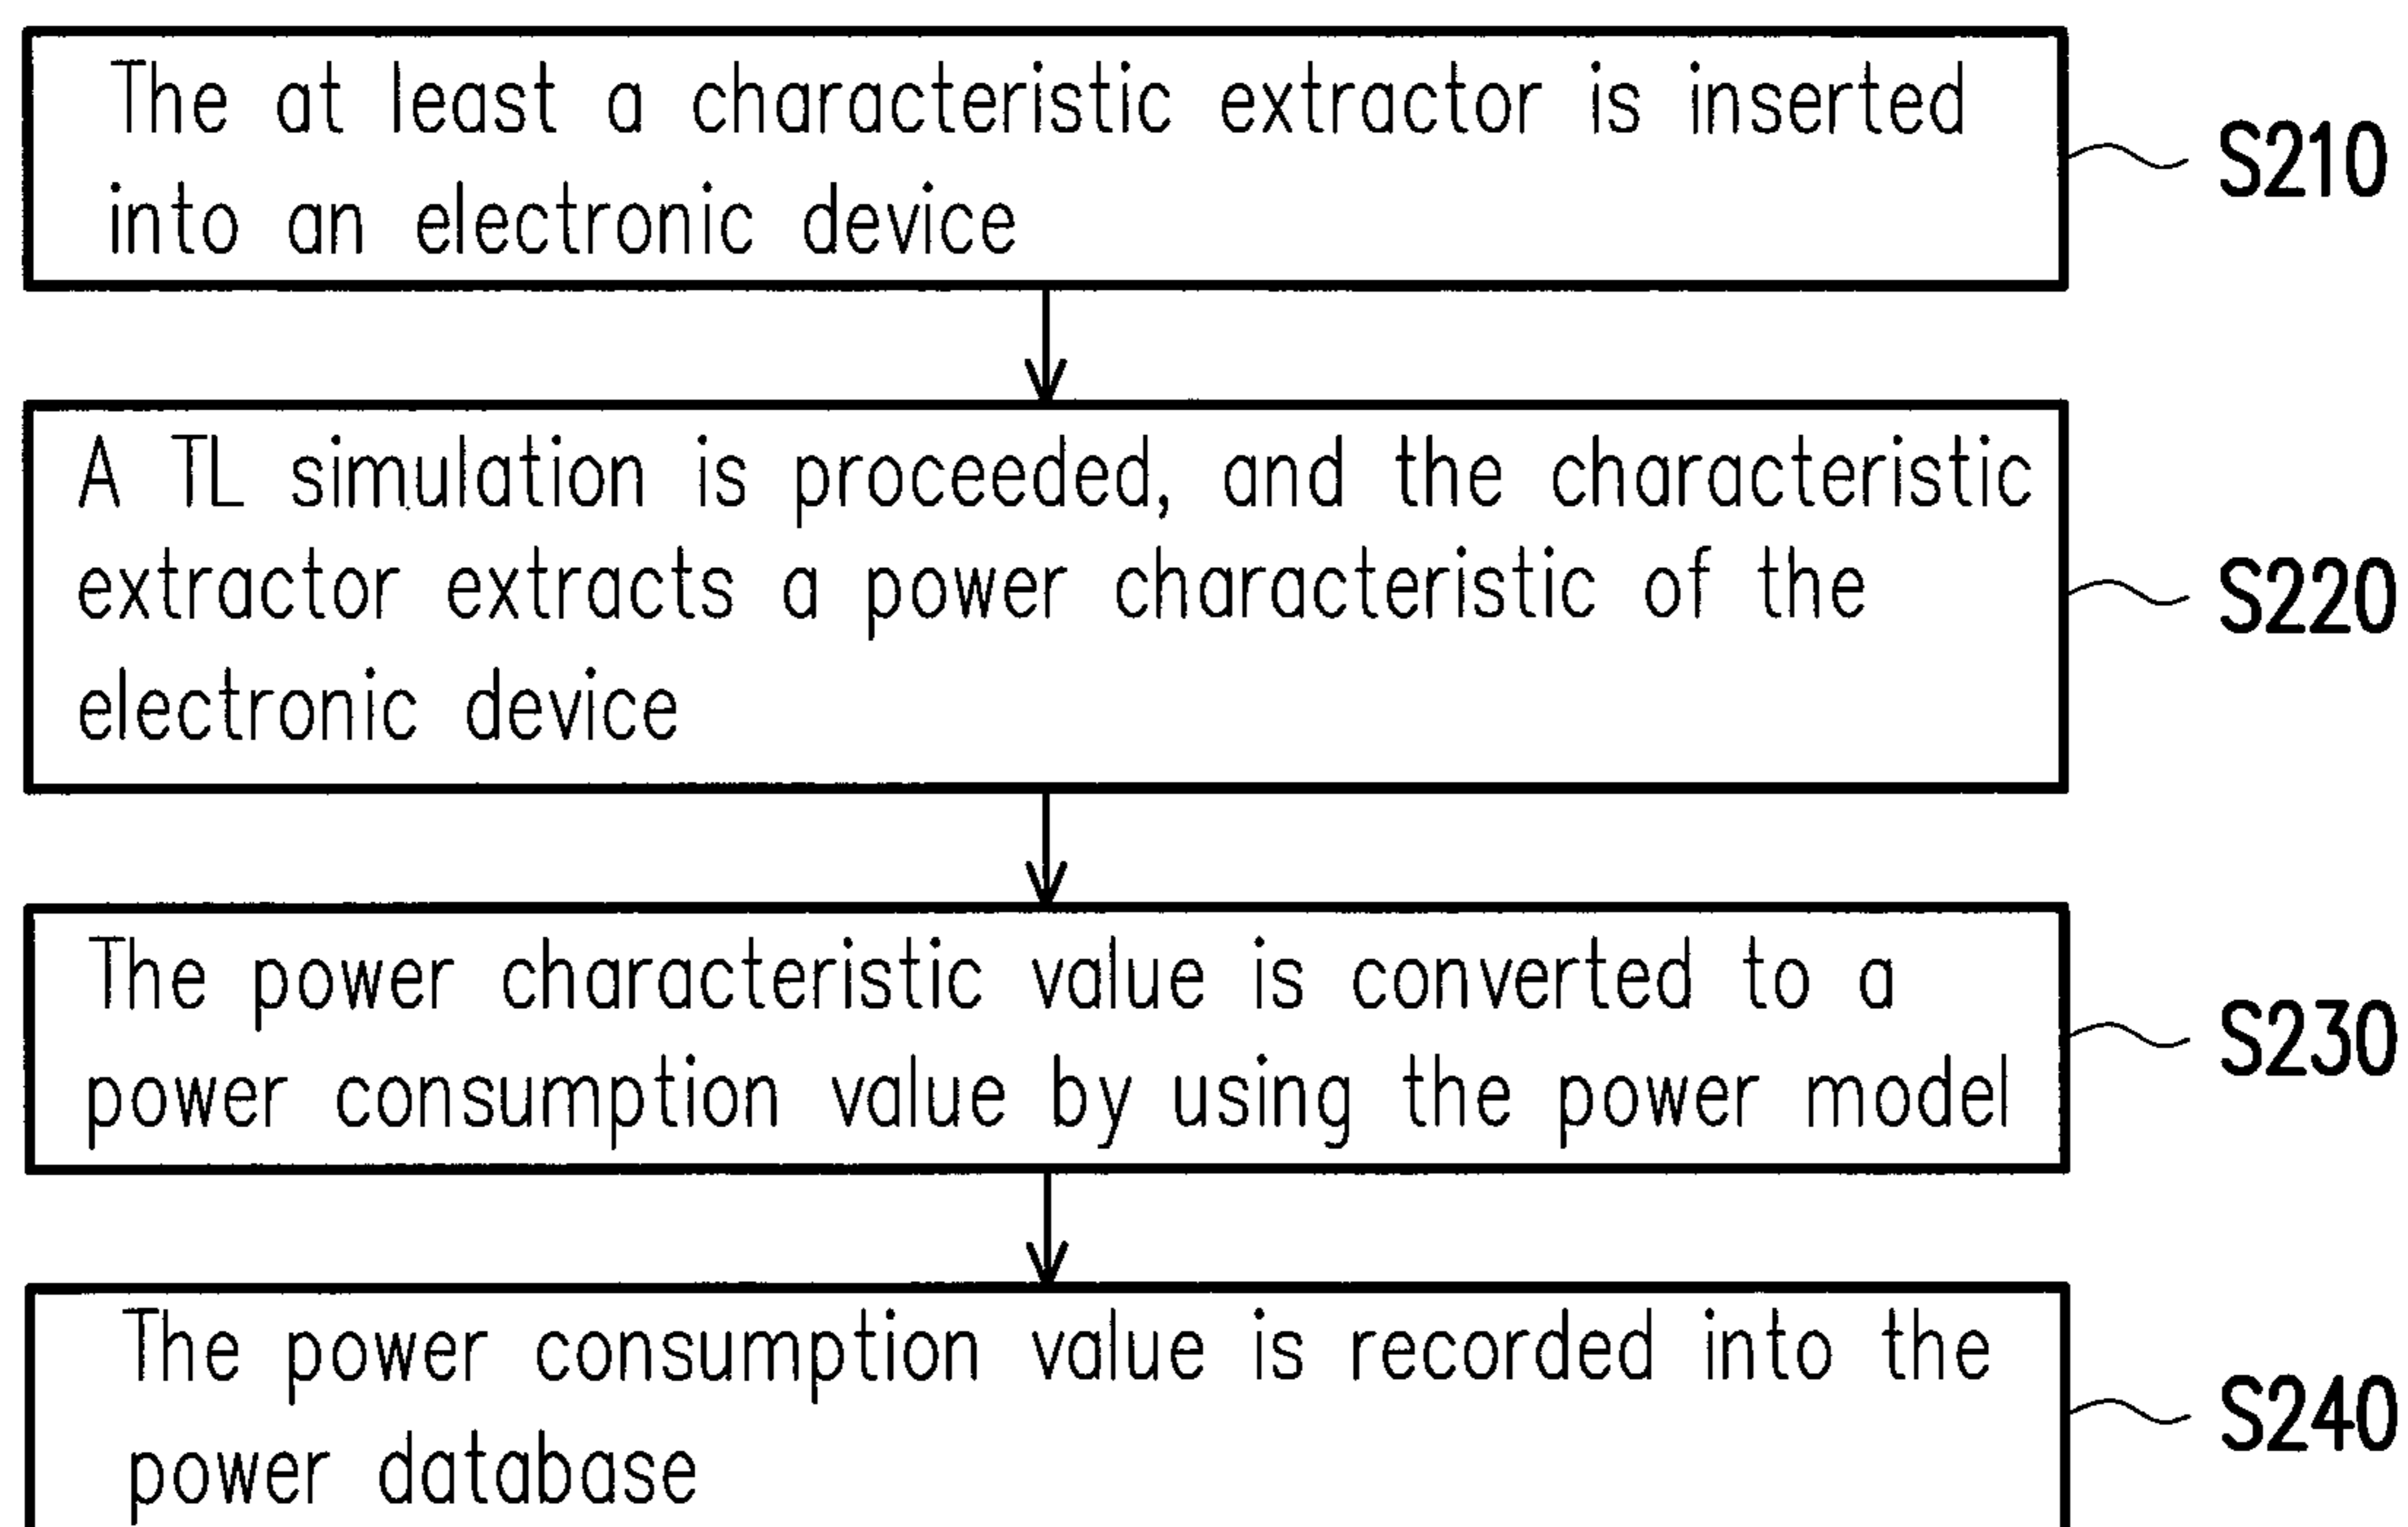 The at least a characteristic extractor is inserted
into an electronic device
S210
A TL simulation is proceeded, and the characteristic
extractor extracts a power characteristic of the
electronic device
S220
The power characteristic value is converted to a
power consumption value by using the power model
S230
The power consumption value is recorded into the
power database
S240